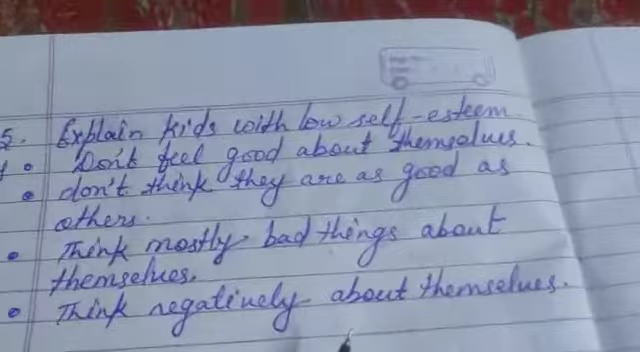 5. Explain kids with low self-esteem.
• Don't feel good about themselves.
• don't think they are as good as
others.
• Think mostly bad things about
themselves.
• Think negatively about themselves.